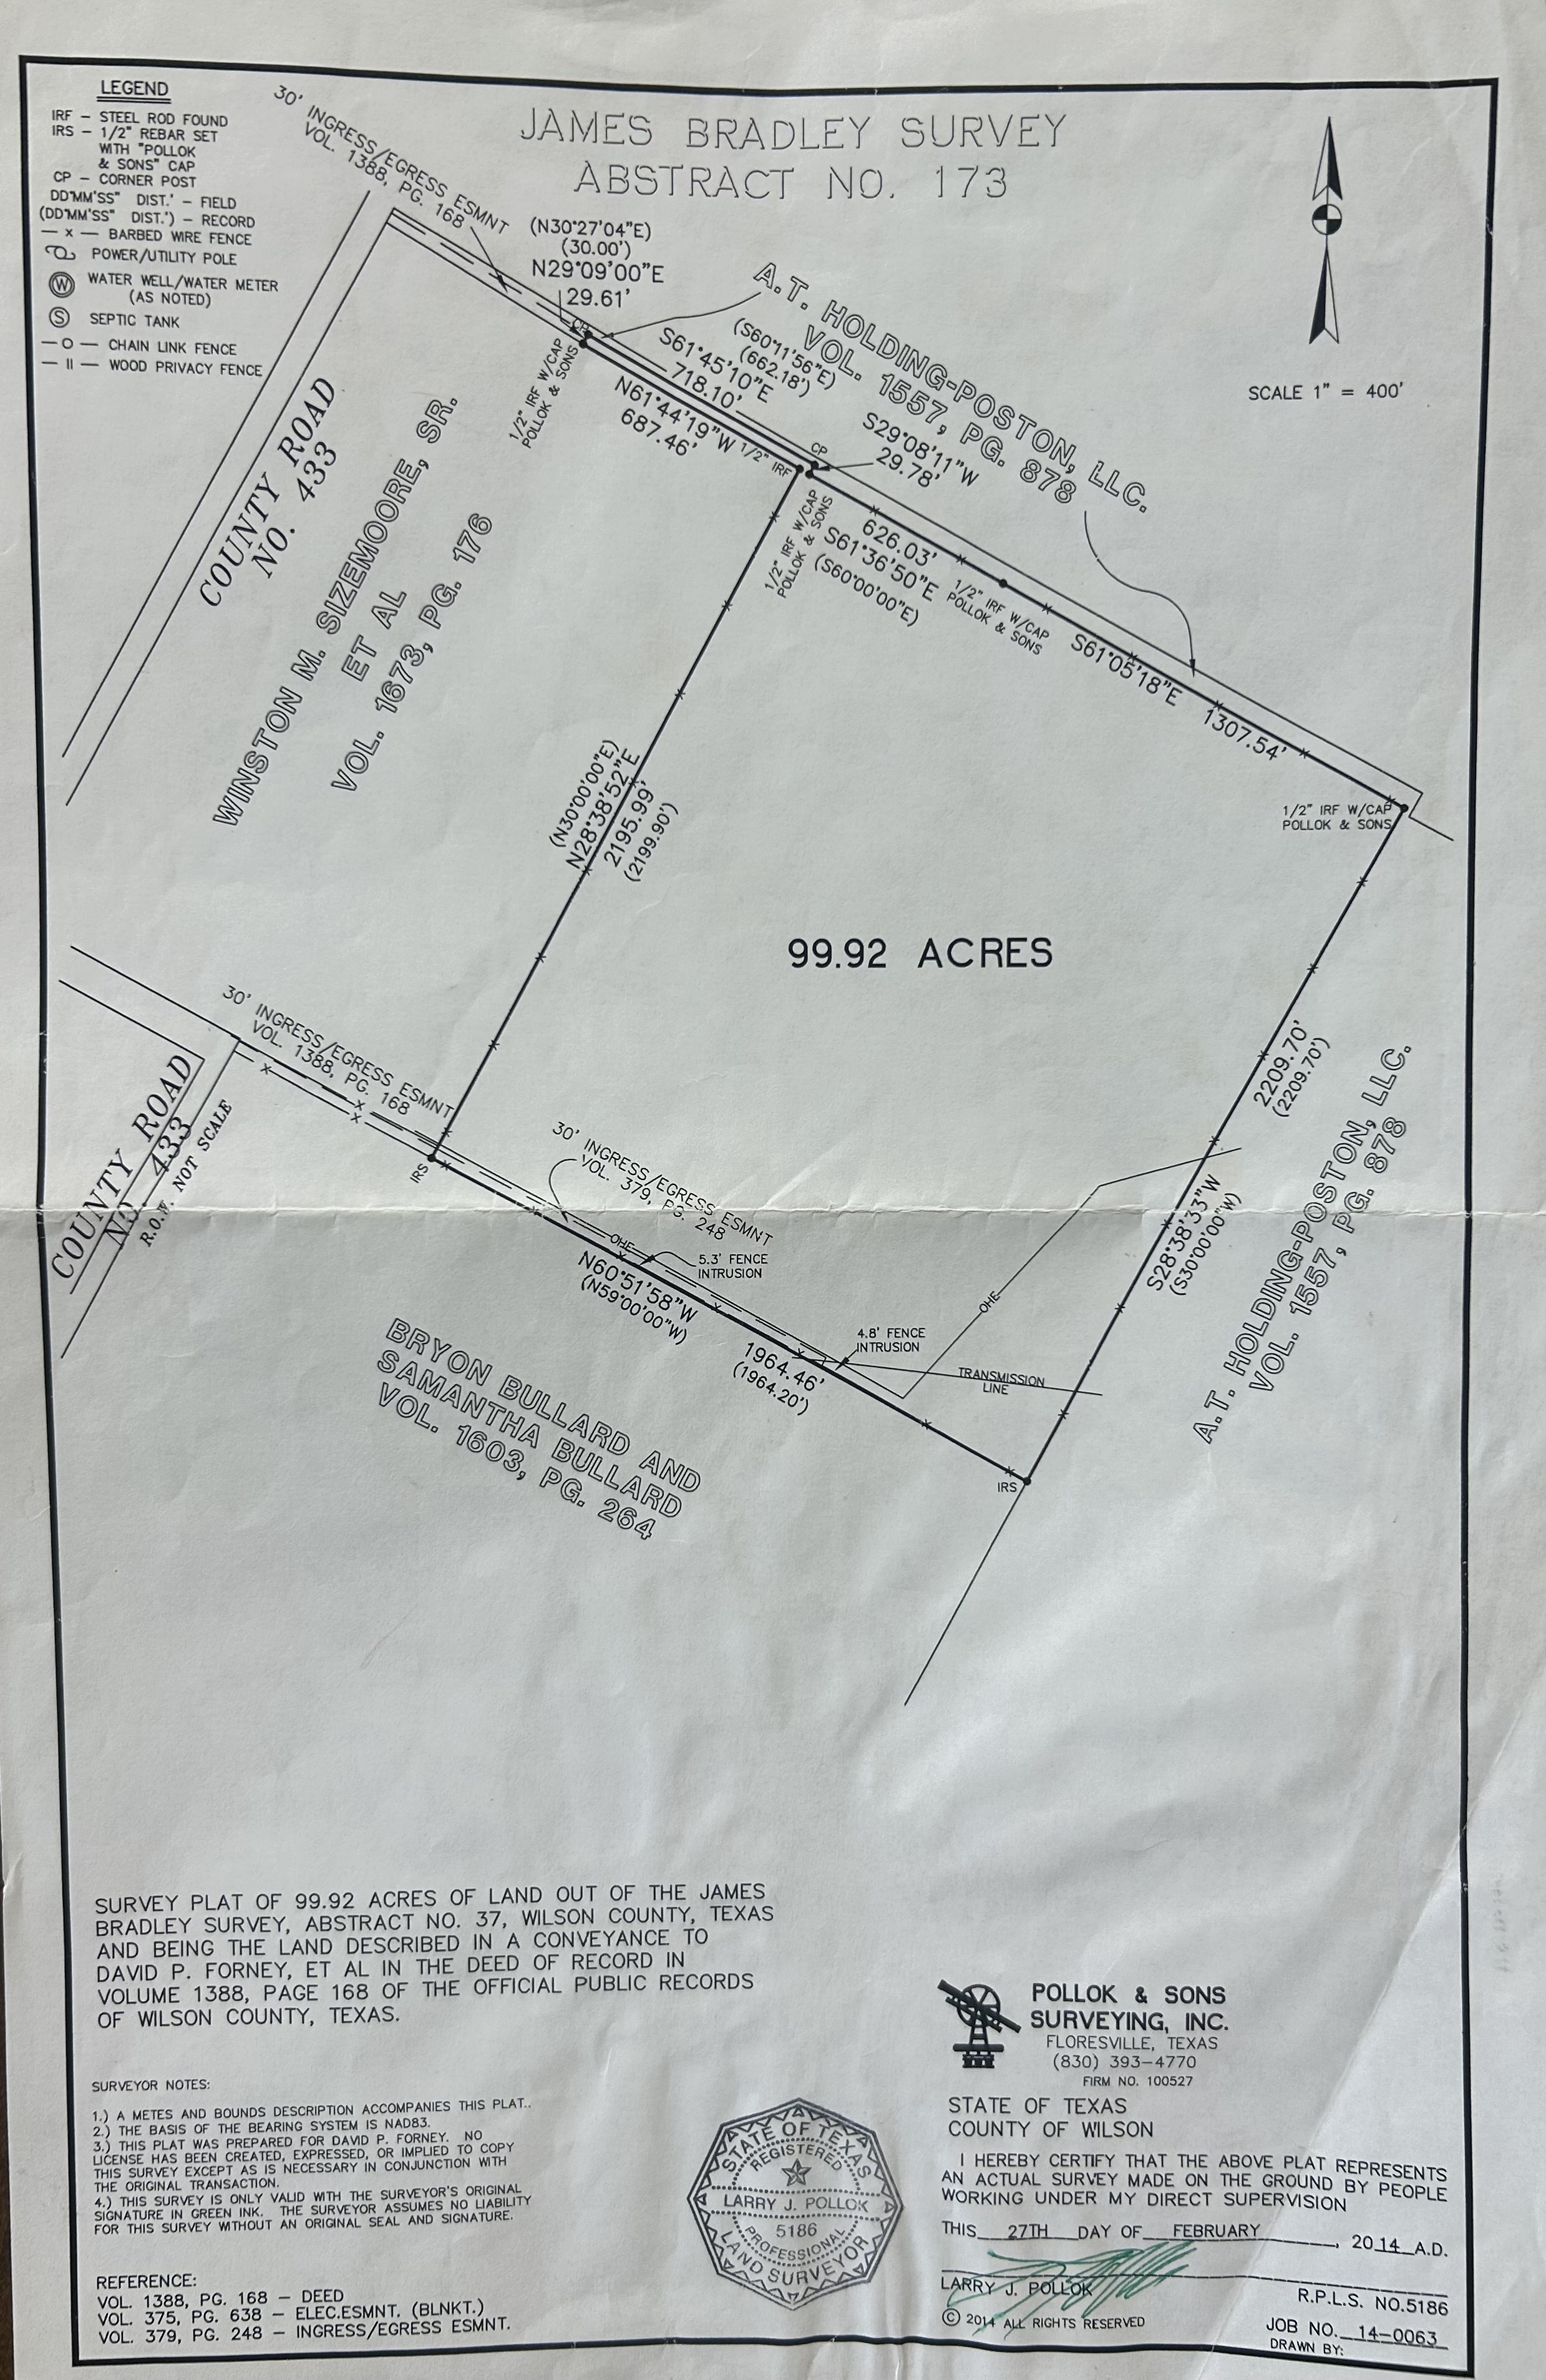 LEGEND
IRF - STEEL ROD FOUND
IRS - 1/2" REBAR SET
WITH "POLLOK
& SONS" CAP
CP - CORNER POST
DD°MM'SS" DIST.' - FIELD
(DD°MM'SS" DIST.') - RECORD
— x — BARBED WIRE FENCE
POWER/UTILITY POLE
W WATER WELL/WATER METER
(AS NOTED)
S SEPTIC TANK
— O — CHAIN LINK FENCE
— II — WOOD PRIVACY FENCE
30' INGRESS/EGRESS ESMNT
VOL. 1388, PG. 168
JAMES BRADLEY SURVEY
ABSTRACT NO. 173
SCALE 1" = 400'
(N30°27'04"E)
(30.00')
N29°09'00"E
29.61'
CP
1/2" IRF W/CAP
POLLOK & SONS
A.T. HOLDING-POSTON, LLC.
VOL. 1557, PG. 878
(S60°11'56"E)
(662.18')
S61°45'10"E
718.10'
N61°44'19"W
687.46'
1/2" IRF
CP
S29°08'11"W
29.78'
1/2" IRF W/CAP
POLLOK & SONS
626.03'
S61°36'50"E
(S60°00'00"E)
1/2" IRF W/CAP
POLLOK & SONS
S61°05'18"E
1307.54'
1/2" IRF W/CAP
POLLOK & SONS
COUNTY ROAD
NO. 433
WINSTON M. SIZEMOORE, SR.
ET AL
VOL. 1673, PG. 176
(N30°00'00"E)
N28°38'52"E
2195.99'
(2199.90')
99.92 ACRES
2209.70'
(2209.70')
S28°38'33"W
(S30°00'00"W)
A.T. HOLDING-POSTON, LLC.
VOL. 1557, PG. 878
30' INGRESS/EGRESS ESMNT
VOL. 1388, PG. 168
COUNTY ROAD
NO. 433
R.O.W. NOT SCALE
IRS
30' INGRESS/EGRESS ESMNT
VOL. 379, PG. 248
OHE
5.3' FENCE
INTRUSION
N60°51'58"W
(N59°00'00"W)
1964.46'
(1964.20')
4.8' FENCE
INTRUSION
OHE
TRANSMISSION
LINE
IRS
BRYON BULLARD AND
SAMANTHA BULLARD
VOL. 1603, PG. 264
SURVEY PLAT OF 99.92 ACRES OF LAND OUT OF THE JAMES
BRADLEY SURVEY, ABSTRACT NO. 37, WILSON COUNTY, TEXAS
AND BEING THE LAND DESCRIBED IN A CONVEYANCE TO
DAVID P. FORNEY, ET AL IN THE DEED OF RECORD IN
VOLUME 1388, PAGE 168 OF THE OFFICIAL PUBLIC RECORDS
OF WILSON COUNTY, TEXAS.
SURVEYOR NOTES:
1.) A METES AND BOUNDS DESCRIPTION ACCOMPANIES THIS PLAT..
2.) THE BASIS OF THE BEARING SYSTEM IS NAD83.
3.) THIS PLAT WAS PREPARED FOR DAVID P. FORNEY. NO
LICENSE HAS BEEN CREATED, EXPRESSED, OR IMPLIED TO COPY
THIS SURVEY EXCEPT AS IS NECESSARY IN CONJUNCTION WITH
THE ORIGINAL TRANSACTION.
4.) THIS SURVEY IS ONLY VALID WITH THE SURVEYOR'S ORIGINAL
SIGNATURE IN GREEN INK. THE SURVEYOR ASSUMES NO LIABILITY
FOR THIS SURVEY WITHOUT AN ORIGINAL SEAL AND SIGNATURE.
REFERENCE:
VOL. 1388, PG. 168 - DEED
VOL. 375, PG. 638 - ELEC.ESMNT. (BLNKT.)
VOL. 379, PG. 248 - INGRESS/EGRESS ESMNT.
STATE OF TEXAS
REGISTERED
LARRY J. POLLOK
5186
PROFESSIONAL
LAND SURVEYOR
POLLOK & SONS
SURVEYING, INC.
FLORESVILLE, TEXAS
(830) 393-4770
FIRM NO. 100527
STATE OF TEXAS
COUNTY OF WILSON
I HEREBY CERTIFY THAT THE ABOVE PLAT REPRESENTS
AN ACTUAL SURVEY MADE ON THE GROUND BY PEOPLE
WORKING UNDER MY DIRECT SUPERVISION
THIS 27TH DAY OF FEBRUARY, 2014 A.D.
LARRY J. POLLOK
R.P.L.S. NO.5186
© 2014 ALL RIGHTS RESERVED
JOB NO. 14-0063
DRAWN BY: